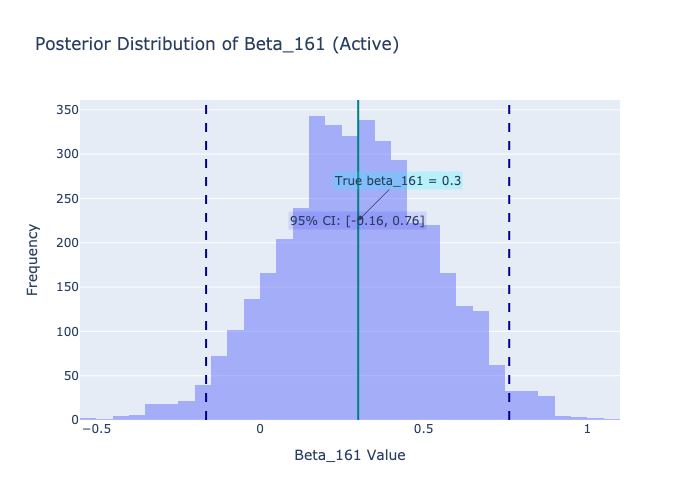 Posterior Distribution of Beta_161 (Active)
350
300
250
200
150
100
50
0
Frequency
True beta_161 = 0.3
95% CI: [-0.16, 0.76]
−0.5
0
0.5
1
Beta_161 Value